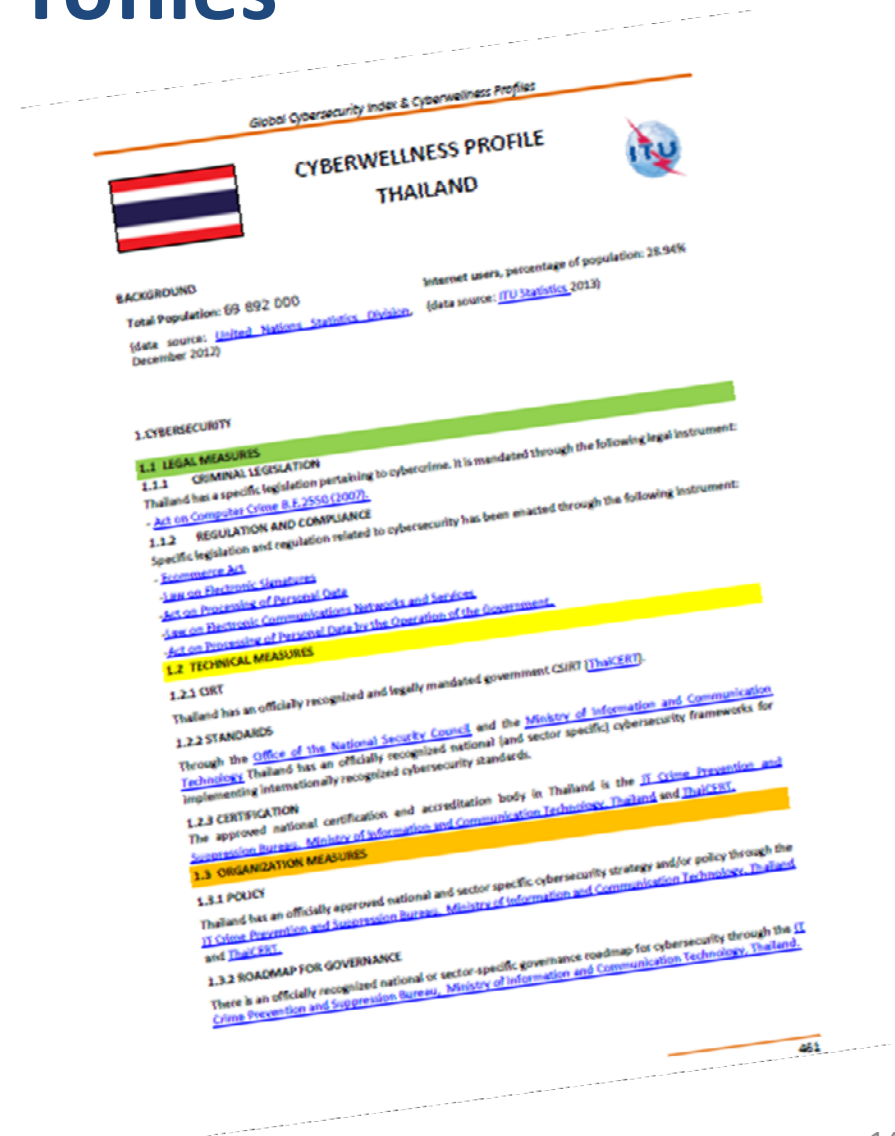 Global Cybersecurity Index & Cyberwellness Profiles
CYBERWELLNESS PROFILE
THAILAND
ITU
BACKGROUND
Total Population: 69 892 000
(data source: United Nations Statistics Division, December 2012)
Internet users, percentage of population: 28.94%
(data source: ITU Statistics 2013)
1.CYBERSECURITY
1.1 LEGAL MEASURES
1.1.1 CRIMINAL LEGISLATION
Thailand has a specific legislation pertaining to cybercrime. It is mandated through the following legal instrument:
- Act on Computer Crime B.E.2550 (2007).
1.1.2 REGULATION AND COMPLIANCE
Specific legislation and regulation related to cybersecurity has been enacted through the following instrument:
- Ecommerce Act
-Law on Electronic Signatures
-Act on Processing of Personal Data
-Law on Electronic Communications Networks and Services
-Act on Processing of Personal Data by the Operation of the Government.
1.2 TECHNICAL MEASURES
1.2.1 CIRT
Thailand has an officially recognized and legally mandated government CSIRT (ThaiCERT).
1.2.2 STANDARDS
Through the Office of the National Security Council and the Ministry of Information and Communication
Technology Thailand has an officially recognized national (and sector specific) cybersecurity frameworks for
implementing internationally recognized cybersecurity standards.
1.2.3 CERTIFICATION
The approved national certification and accreditation body in Thailand is the IT Crime Prevention and
Suppression Bureau, Ministry of Information and Communication Technology, Thailand and ThaiCERT.
1.3 ORGANIZATION MEASURES
1.3.1 POLICY
Thailand has an officially approved national and sector specific cybersecurity strategy and/or policy through the
IT Crime Prevention and Suppression Bureau, Ministry of Information and Communication Technology, Thailand
and ThaiCERT.
1.3.2 ROADMAP FOR GOVERNANCE
There is an officially recognized national or sector-specific governance roadmap for cybersecurity through the IT
Crime Prevention and Suppression Bureau, Ministry of Information and Communication Technology, Thailand.
461